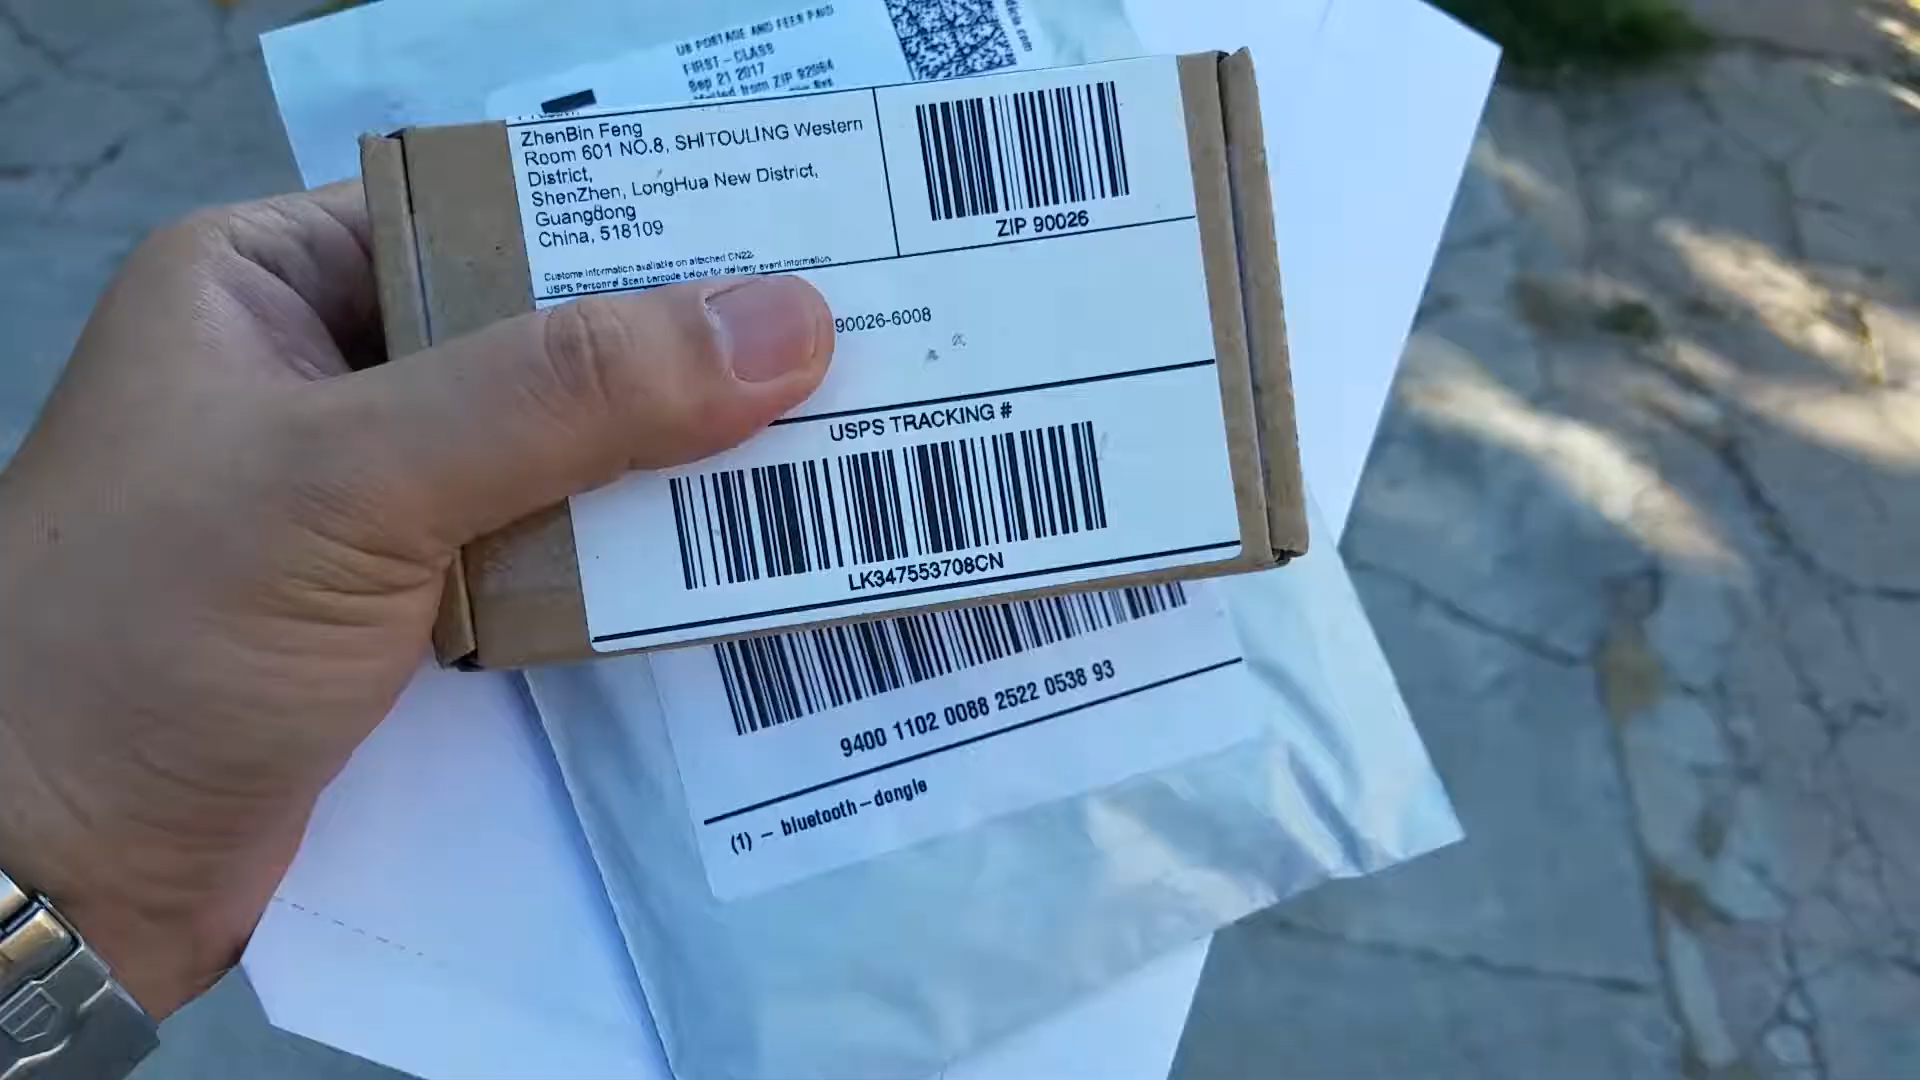 US POSTAGE AND FEES PAID
FIRST-CLASS
Sep 21 2017
from ZIP
ZhenBin Feng
Room 601 NO.8, SHITOULING Western
District,
ShenZhen, LongHua New District,
Guangdong
China, 518109
Customs information available on attached CN22.
USPS Personnel Scan barcode below for delivery event information
ZIP 90026
90026-6008
USPS TRACKING #
LK347553708CN
9400 1102 0088 2522 0538 93
(1) - bluetooth-dongle